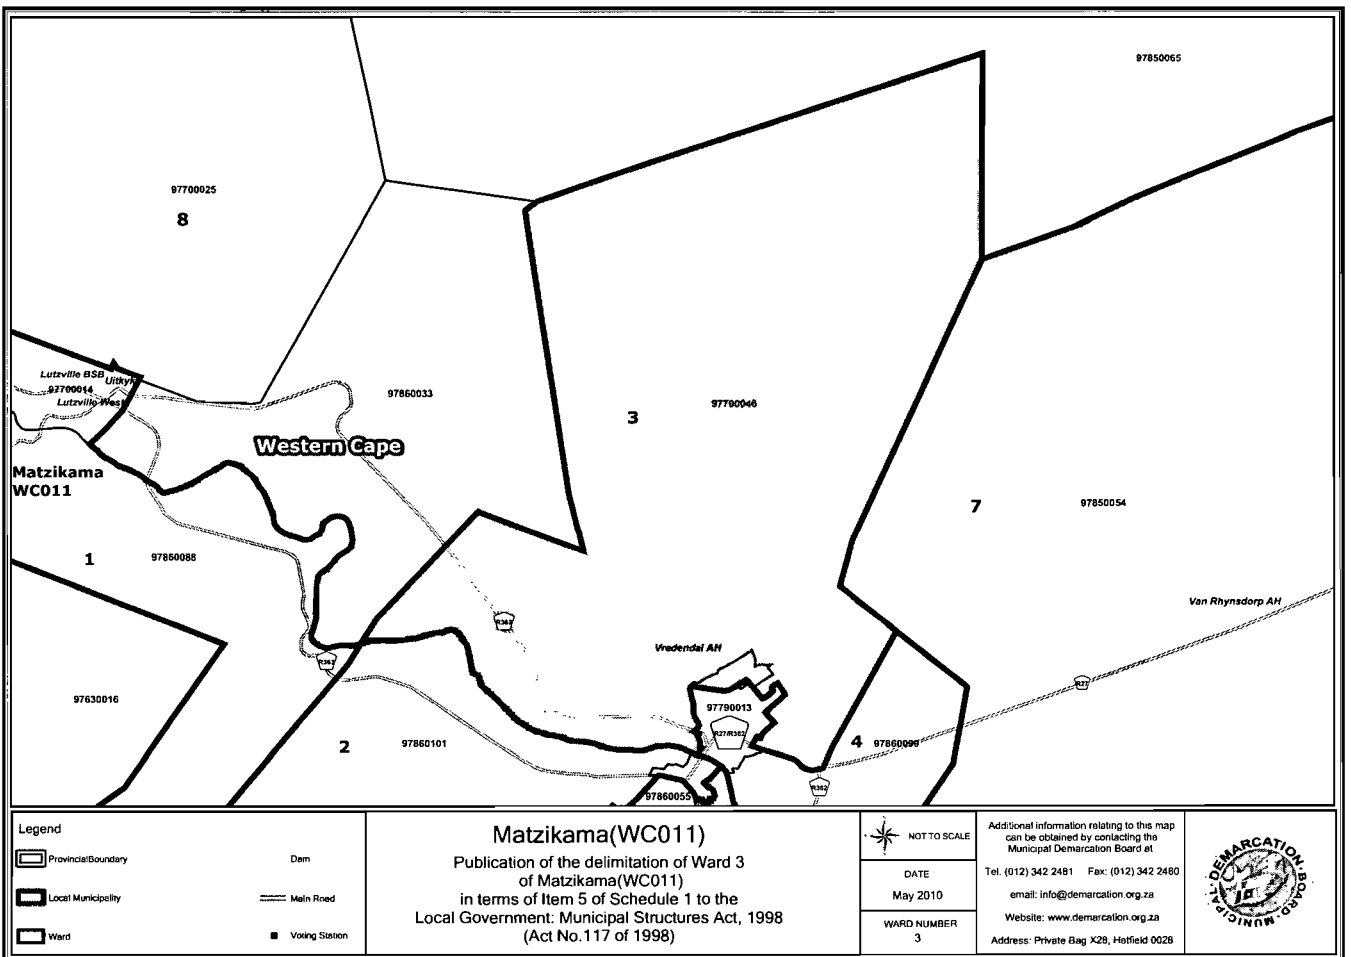 97850065
97700025
8
Lutzville BSB
Uitkyk
97700014
Lutzville West
97860033
97790046
3
Western Cape
Matzikama
WC011
7
97850054
1
97860088
Van Rhynsdorp AH
R362
Vredendal AH
R363
R27
97630016
97790013
R27/R362
2
97860101
4
97860099
R362
97860055
Legend
Provincial Boundary
Dam
Local Municipality
Main Road
Ward
Voting Station
Matzikama(WC011)
Publication of the delimitation of Ward 3
of Matzikama(WC011)
in terms of Item 5 of Schedule 1 to the
Local Government: Municipal Structures Act, 1998
(Act No.117 of 1998)
NOT TO SCALE
DATE
May 2010
WARD NUMBER
3
Additional information relating to this map
can be obtained by contacting the
Municipal Demarcation Board at
Tel. (012) 342 2481 Fax: (012) 342 2480
email: info@demarcation.org.za
Website: www.demarcation.org.za
Address: Private Bag X28, Hatfield 0028
MUNICIPAL DEMARCATION BOARD